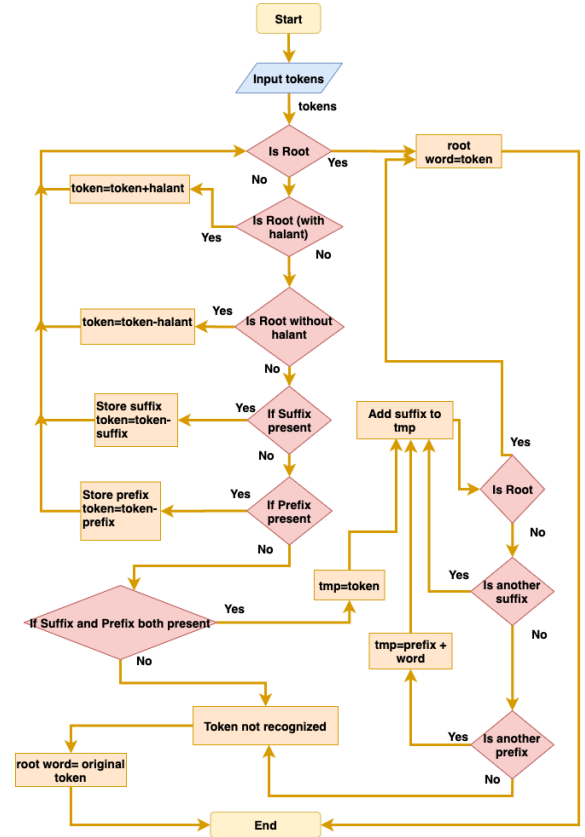 Start
Input tokens
tokens
Is Root
Yes
root
word=token
No
token=token+halant
Is Root (with
halant)
Yes
No
token=token-halant
Yes
Is Root without
halant
No
Store suffix
token=token-
suffix
Yes
If Suffix
present
No
Add suffix to
tmp
Yes
Is Root
No
Store prefix
token=token-
prefix
Yes
If Prefix
present
No
tmp=token
Yes
Is another
suffix
No
If Suffix and Prefix both present
Yes
No
tmp=prefix +
word
Token not recognized
Yes
Is another
prefix
No
root word= original
token
End